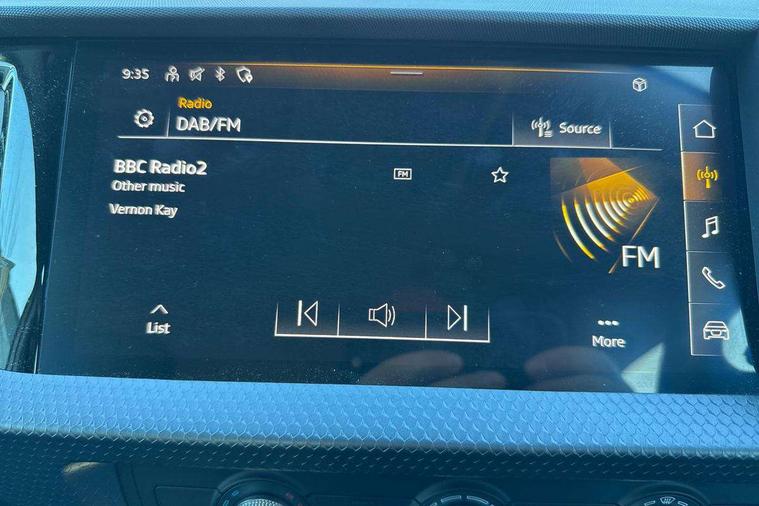 9:35
Radio
DAB/FM
Source
BBC Radio2
Other music
Vernon Kay
FM
FM
List
More